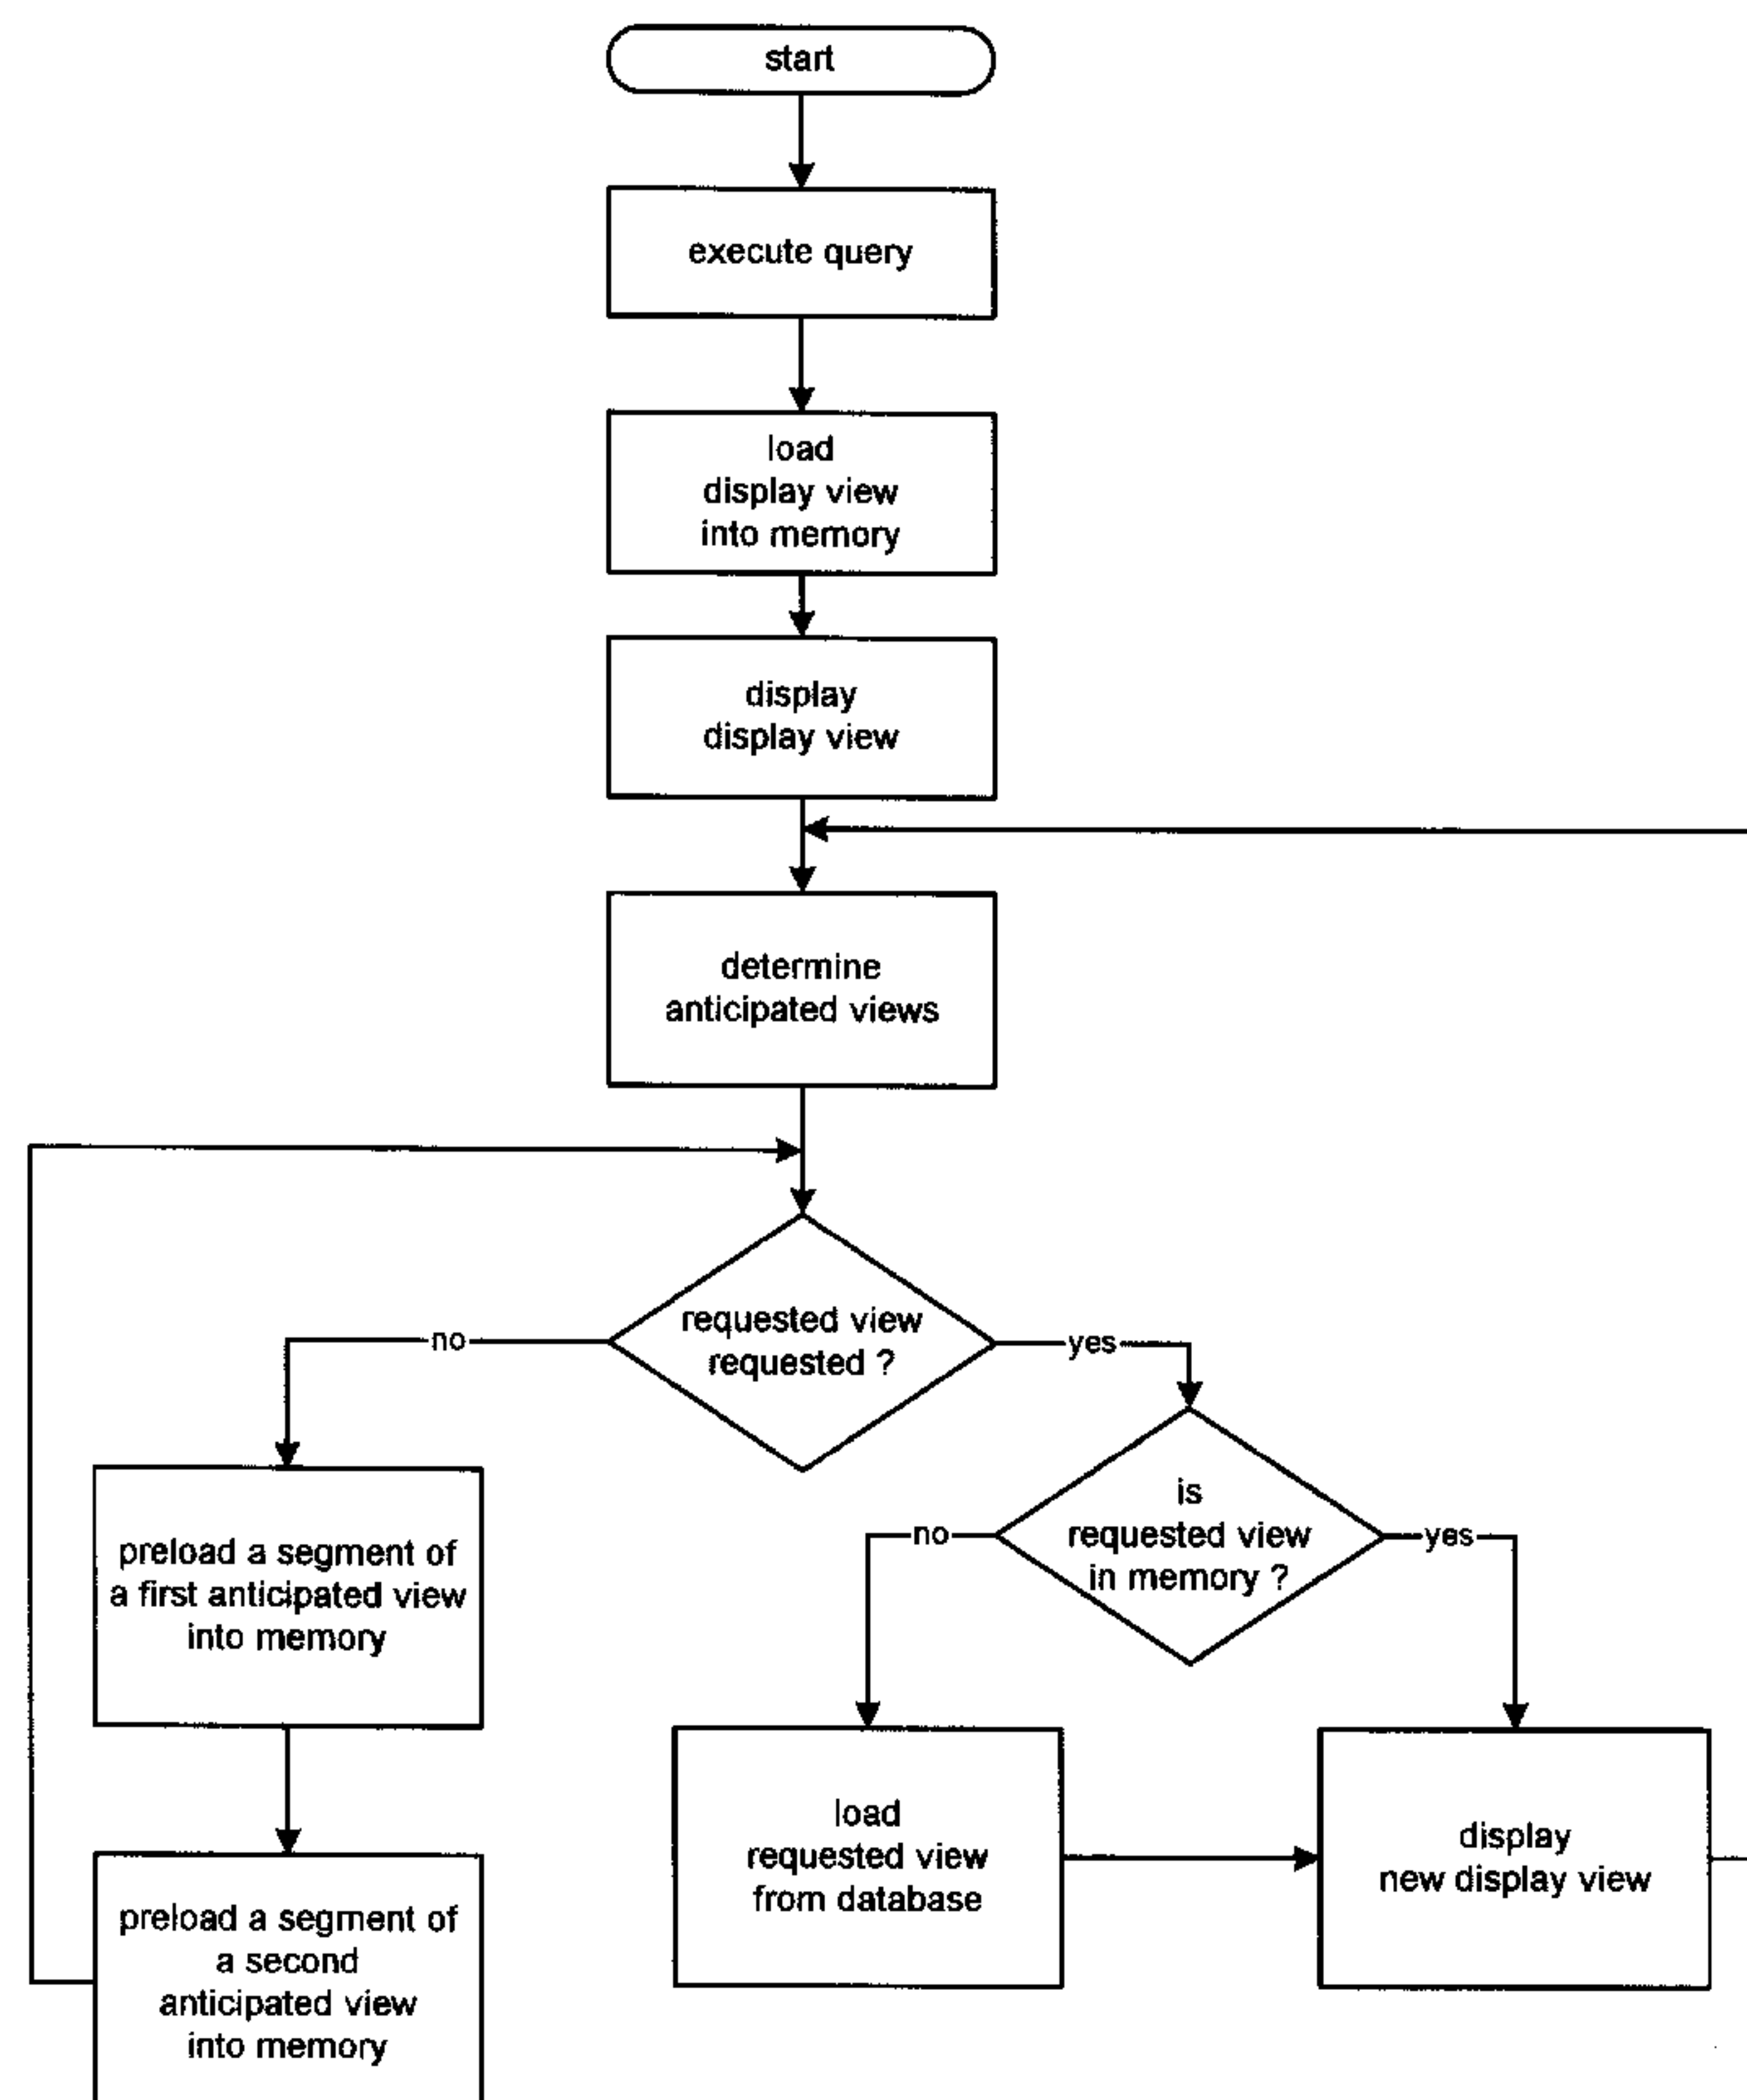 start
execute query
load
display view
into memory
display
display view
determine
anticipated views
requested view
requested ?
no
yes
is
requested view
in memory ?
no
yes
preload a segment of
a first anticipated view
into memory
load
requested view
from database
display
new display view
preload a segment of
a second
anticipated view
into memory